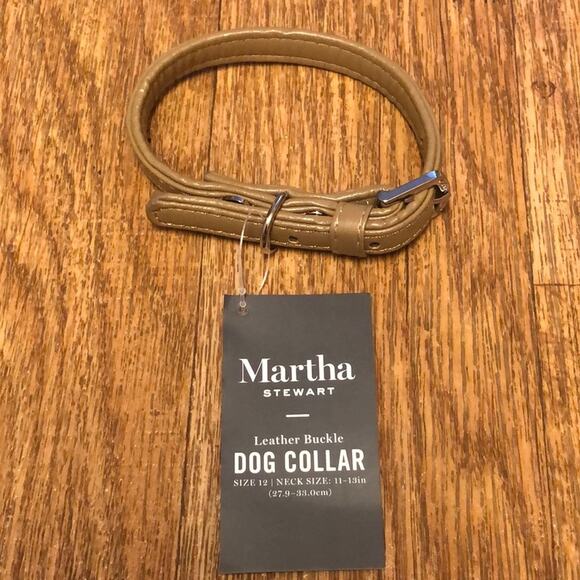 Martha
STEWART
Leather Buckle
DOG COLLAR
SIZE 12 | NECK SIZE: 11-13in
(27.9-33.0cm)